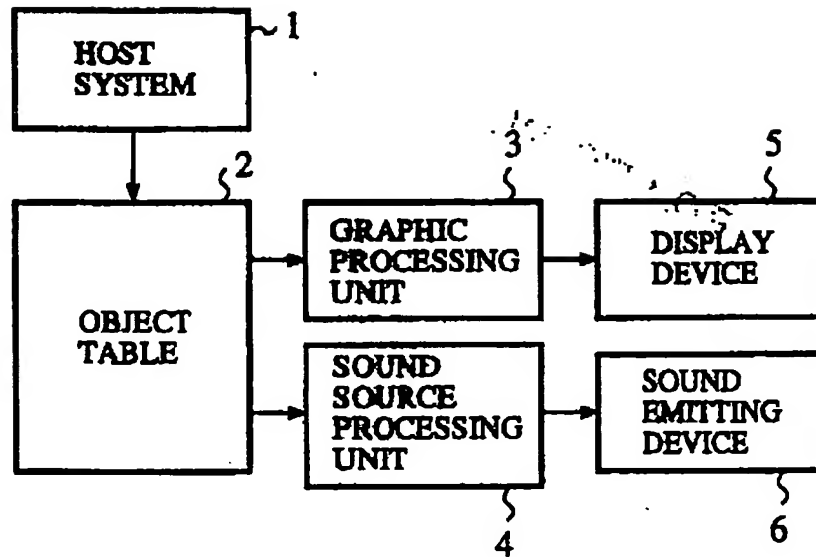 HOST
SYSTEM
1
2
OBJECT
TABLE
3
GRAPHIC
PROCESSING
UNIT
5
DISPLAY
DEVICE
SOUND
SOURCE
PROCESSING
UNIT
4
SOUND
EMITTING
DEVICE
6